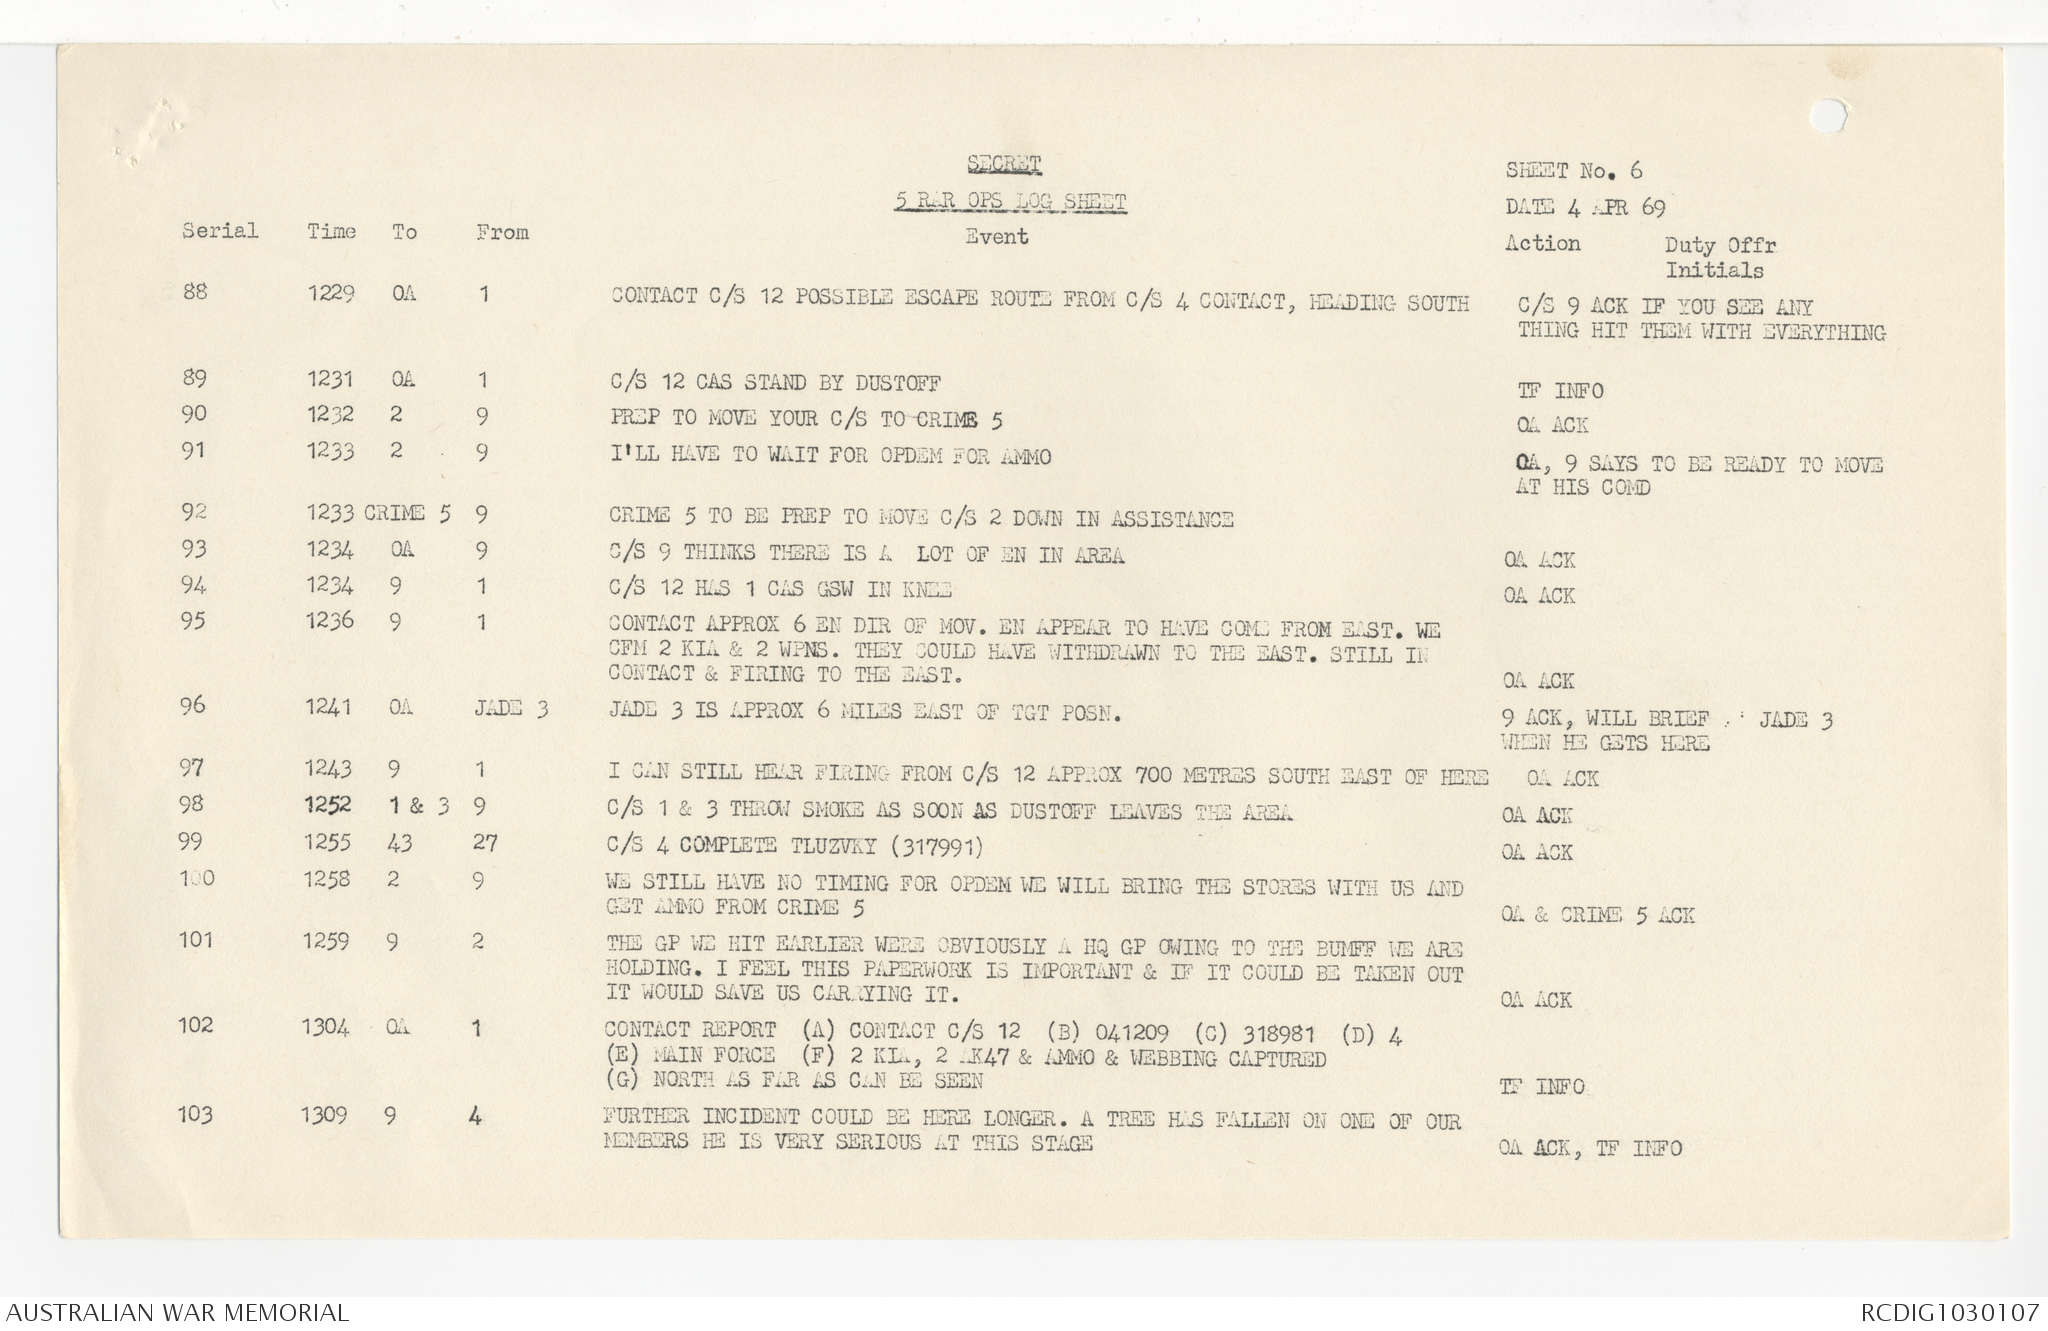 SECRET
5 RAR OPS LOG SHEET
SHEET No. 6
DATE 4 APR 69
Serial Time To From Event Action Duty Offr
Initials
88 1229 OA 1 CONTACT C/S 12 POSSIBLE ESCAPE ROUTE FROM C/S 4 CONTACT, HEADING SOUTH C/S 9 ACK IF YOU SEE ANY
THING HIT THEM WITH EVERYTHING
89 1231 OA 1 C/S 12 CAS STAND BY DUSTOFF TF INFO
90 1232 2 9 PREP TO MOVE YOUR C/S TO CRIME 5 OA ACK
91 1233 2 9 I'LL HAVE TO WAIT FOR OPDEM FOR AMMO OA, 9 SAYS TO BE READY TO MOVE
AT HIS COMD
92 1233 CRIME 5 9 CRIME 5 TO BE PREP TO MOVE C/S 2 DOWN IN ASSISTANCE
93 1234 OA 9 C/S 9 THINKS THERE IS A LOT OF EN IN AREA OA ACK
94 1234 9 1 C/S 12 HAS 1 CAS GSW IN KNEE OA ACK
95 1236 9 1 CONTACT APPROX 6 EN DIR OF MOV. EN APPEAR TO HAVE COME FROM EAST. WE
CFM 2 KIA & 2 WPNS. THEY COULD HAVE WITHDRAWN TO THE EAST. STILL IN
CONTACT & FIRING TO THE EAST. OA ACK
96 1241 OA JADE 3 JADE 3 IS APPROX 6 MILES EAST OF TGT POSN. 9 ACK, WILL BRIEF JADE 3
WHEN HE GETS HERE
97 1243 9 1 I CAN STILL HEAR FIRING FROM C/S 12 APPROX 700 METRES SOUTH EAST OF HERE OA ACK
98 1252 1 & 3 9 C/S 1 & 3 THROW SMOKE AS SOON AS DUSTOFF LEAVES THE AREA OA ACK
99 1255 43 27 C/S 4 COMPLETE TLUZVKY (317991) OA ACK
100 1258 2 9 WE STILL HAVE NO TIMING FOR OPDEM WE WILL BRING THE STORES WITH US AND
GET AMMO FROM CRIME 5 OA & CRIME 5 ACK
101 1259 9 2 THE GP WE HIT EARLIER WERE OBVIOUSLY A HQ GP OWING TO THE BUMFF WE ARE
HOLDING. I FEEL THIS PAPERWORK IS IMPORTANT & IF IT COULD BE TAKEN OUT
IT WOULD SAVE US CARRYING IT. OA ACK
102 1304 OA 1 CONTACT REPORT (A) CONTACT C/S 12 (B) 041209 (C) 318981 (D) 4
(E) MAIN FORCE (F) 2 KIA, 2 AK47 & AMMO & WEBBING CAPTURED
(G) NORTH AS FAR AS CAN BE SEEN TF INFO
103 1309 9 4 FURTHER INCIDENT COULD BE HERE LONGER. A TREE HAS FALLEN ON ONE OF OUR
MEMBERS HE IS VERY SERIOUS AT THIS STAGE OA ACK, TF INFO
AUSTRALIAN WAR MEMORIAL RCDIG1030107